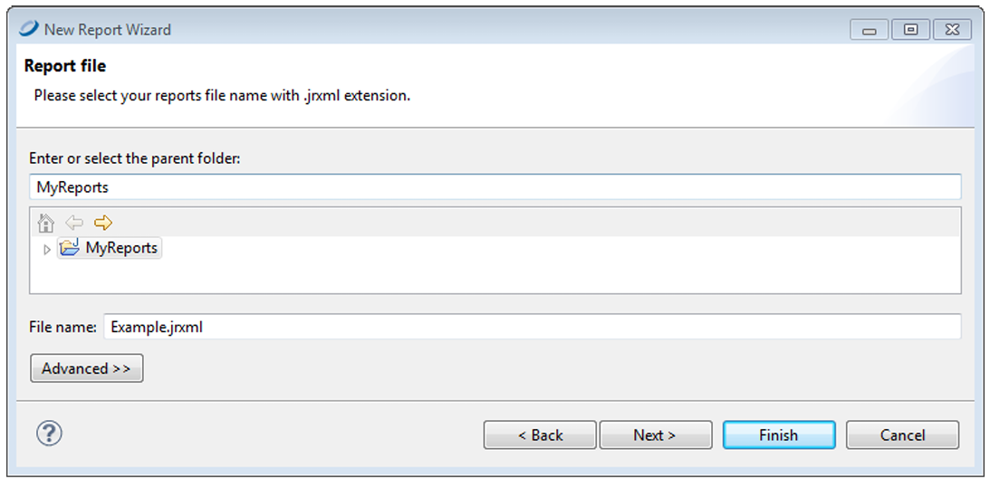 New Report Wizard
Report file
Please select your reports file name with .jrxml extension.
Enter or select the parent folder:
MyReports
MyReports
File name: Example.jrxml
Advanced >>
? < Back Next > Finish Cancel